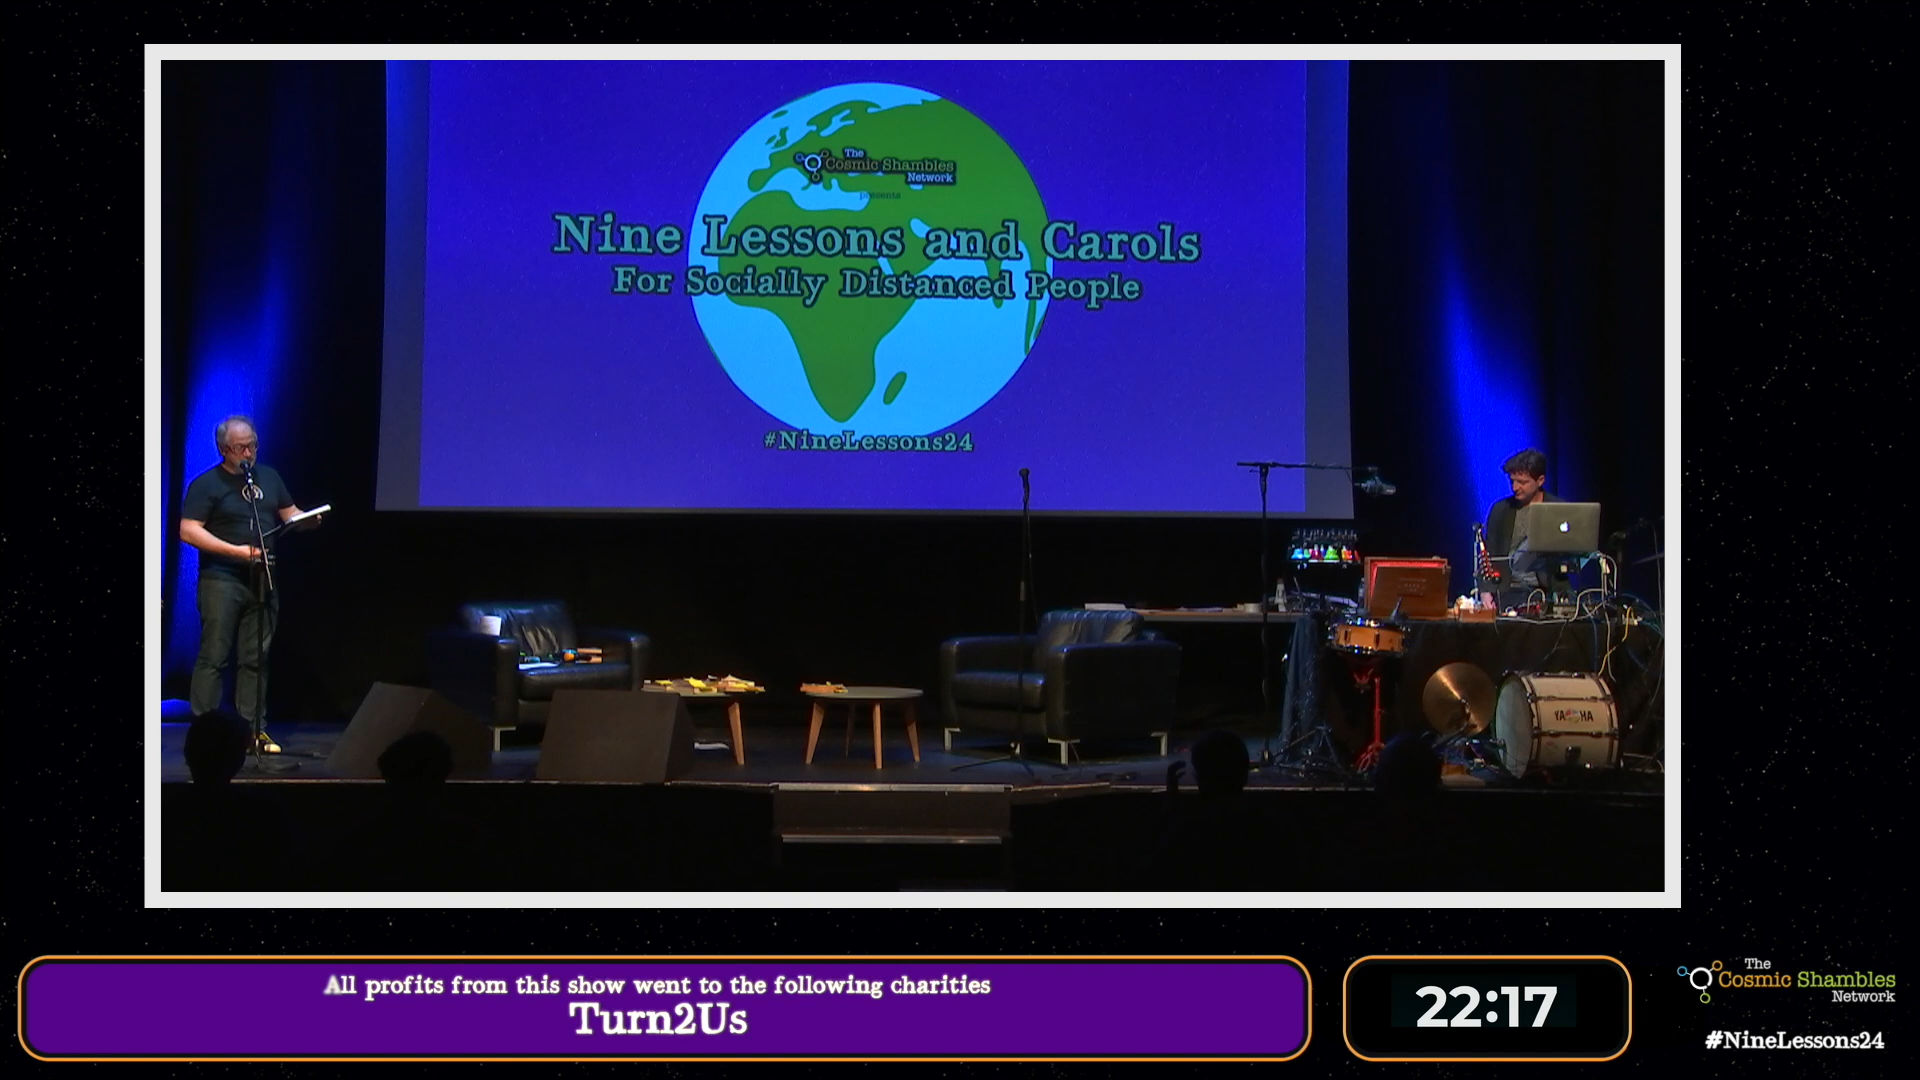 The
Cosmic Shambles
Network
presents
Nine Lessons and Carols
For Socially Distanced People
#NineLessons24
YAMAHA
All profits from this show went to the following charities
Turn2Us
22:17
The
Cosmic Shambles
Network
#NineLessons24